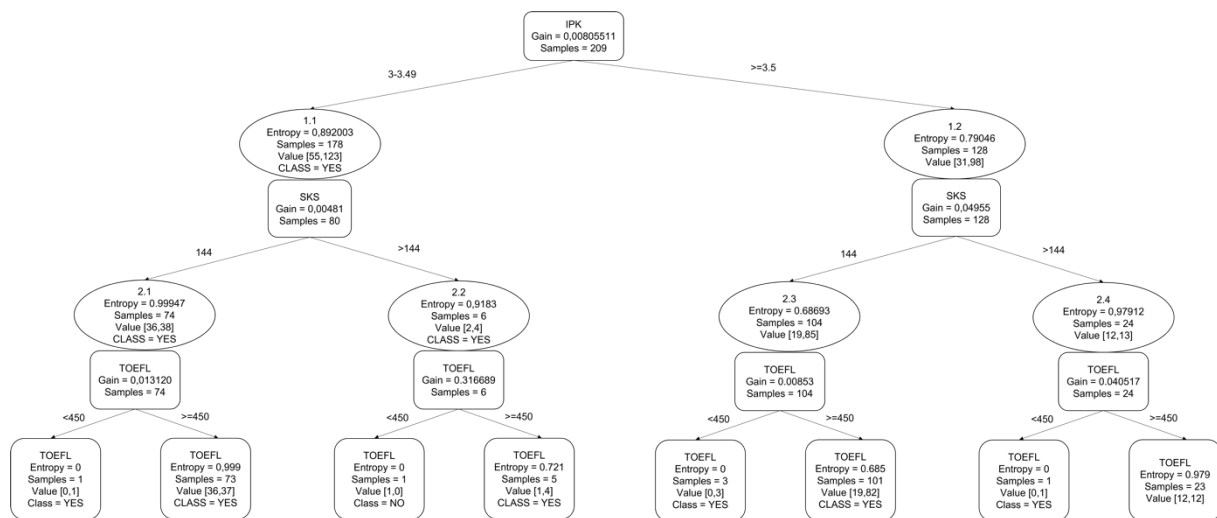 IPK
Gain = 0,00805511
Samples = 209
3-3.49
>=3.5
1.1
Entropy = 0,892003
Samples = 178
Value [55,123]
CLASS = YES
1.2
Entropy = 0.79046
Samples = 128
Value [31,98]
SKS
Gain = 0,00481
Samples = 80
SKS
Gain = 0,04955
Samples = 128
144
>144
144
>144
2.1
Entropy = 0.99947
Samples = 74
Value [36,38]
CLASS = YES
2.2
Entropy = 0,9183
Samples = 6
Value [2,4]
CLASS = YES
2.3
Entropy = 0.68693
Samples = 104
Value [19,85]
2.4
Entropy = 0,97912
Samples = 24
Value [12,13]
TOEFL
Gain = 0,013120
Samples = 74
TOEFL
Gain = 0.316689
Samples = 6
TOEFL
Gain = 0.00853
Samples = 104
TOEFL
Gain = 0.040517
Samples = 24
<450
>=450
<450
>=450
<450
>=450
<450
>=450
TOEFL
Entropy = 0
Samples = 1
Value [0,1]
Class = YES
TOEFL
Entropy = 0,999
Samples = 73
Value [36,37]
CLASS = YES
TOEFL
Entropy = 0
Samples = 1
Value [1,0]
Class = NO
TOEFL
Entropy = 0.721
Samples = 5
Value [1,4]
CLASS = YES
TOEFL
Entropy = 0
Samples = 3
Value [0,3]
Class = YES
TOEFL
Entropy = 0.685
Samples = 101
Value [19,82]
CLASS = YES
TOEFL
Entropy = 0
Samples = 1
Value [0,1]
Class = YES
TOEFL
Entropy = 0.979
Samples = 23
Value [12,12]